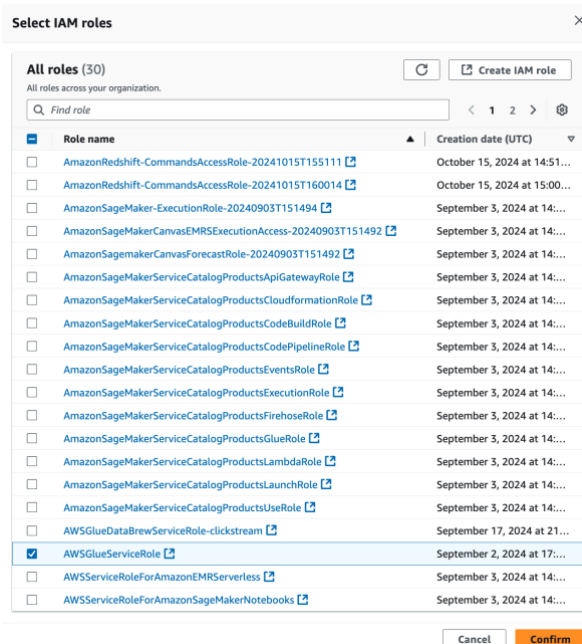 Select IAM roles
All roles (30)
Create IAM role
All roles across your organization.
Find role
1 2
Role name Creation date (UTC)
AmazonRedshift-CommandsAccessRole-20241015T155111 October 15, 2024 at 14:51...
AmazonRedshift-CommandsAccessRole-20241015T160014 October 15, 2024 at 15:00...
AmazonSageMaker-ExecutionRole-20240903T151494 September 3, 2024 at 14:...
AmazonSageMakerCanvasEMRSExecutionAccess-20240903T151492 September 3, 2024 at 14:...
AmazonSagemakerCanvasForecastRole-20240903T151492 September 3, 2024 at 14:...
AmazonSageMakerServiceCatalogProductsApiGatewayRole September 3, 2024 at 14:...
AmazonSageMakerServiceCatalogProductsCloudformationRole September 3, 2024 at 14:...
AmazonSageMakerServiceCatalogProductsCodeBuildRole September 3, 2024 at 14:...
AmazonSageMakerServiceCatalogProductsCodePipelineRole September 3, 2024 at 14:...
AmazonSageMakerServiceCatalogProductsEventsRole September 3, 2024 at 14:...
AmazonSageMakerServiceCatalogProductsExecutionRole September 3, 2024 at 14:...
AmazonSageMakerServiceCatalogProductsFirehoseRole September 3, 2024 at 14:...
AmazonSageMakerServiceCatalogProductsGlueRole September 3, 2024 at 14:...
AmazonSageMakerServiceCatalogProductsLambdaRole September 3, 2024 at 14:...
AmazonSageMakerServiceCatalogProductsLaunchRole September 3, 2024 at 14:...
AmazonSageMakerServiceCatalogProductsUseRole September 3, 2024 at 14:...
AWSGlueDataBrewServiceRole-clickstream September 17, 2024 at 21...
AWSGlueServiceRole September 2, 2024 at 17:...
AWSServiceRoleForAmazonEMRServerless September 3, 2024 at 14:...
AWSServiceRoleForAmazonSageMakerNotebooks September 3, 2024 at 14:...
Cancel Confirm